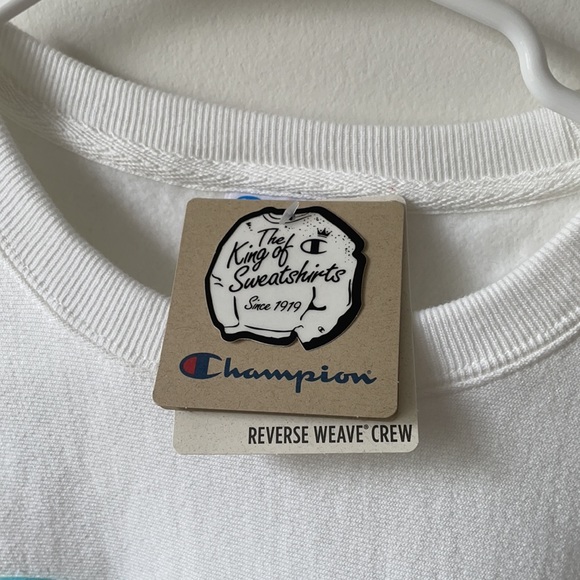 The
King of
Sweatshirts
Since 1919
Champion®
REVERSE WEAVE® CREW